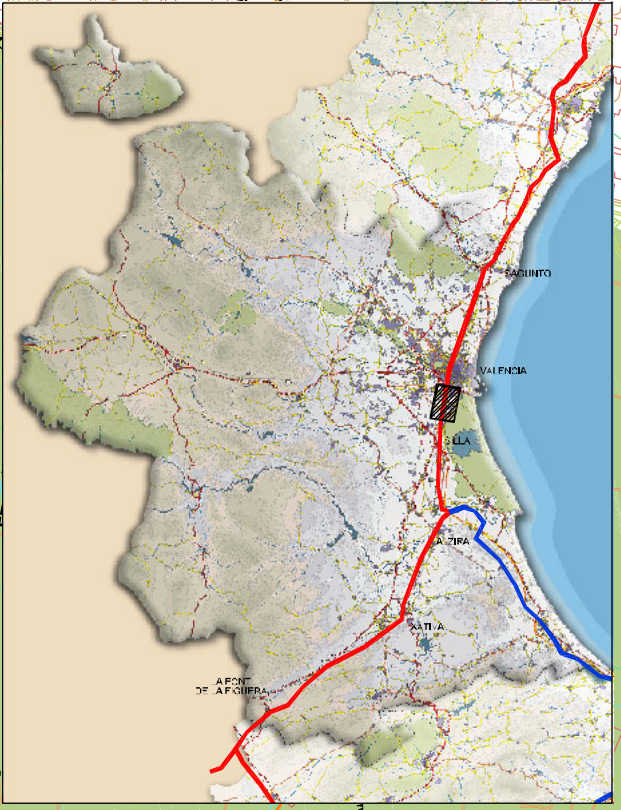 SAGUNTO
VALENCIA
SILLA
ALZIRA
XÀTIVA
LA FONT
DE LA FIGUERA